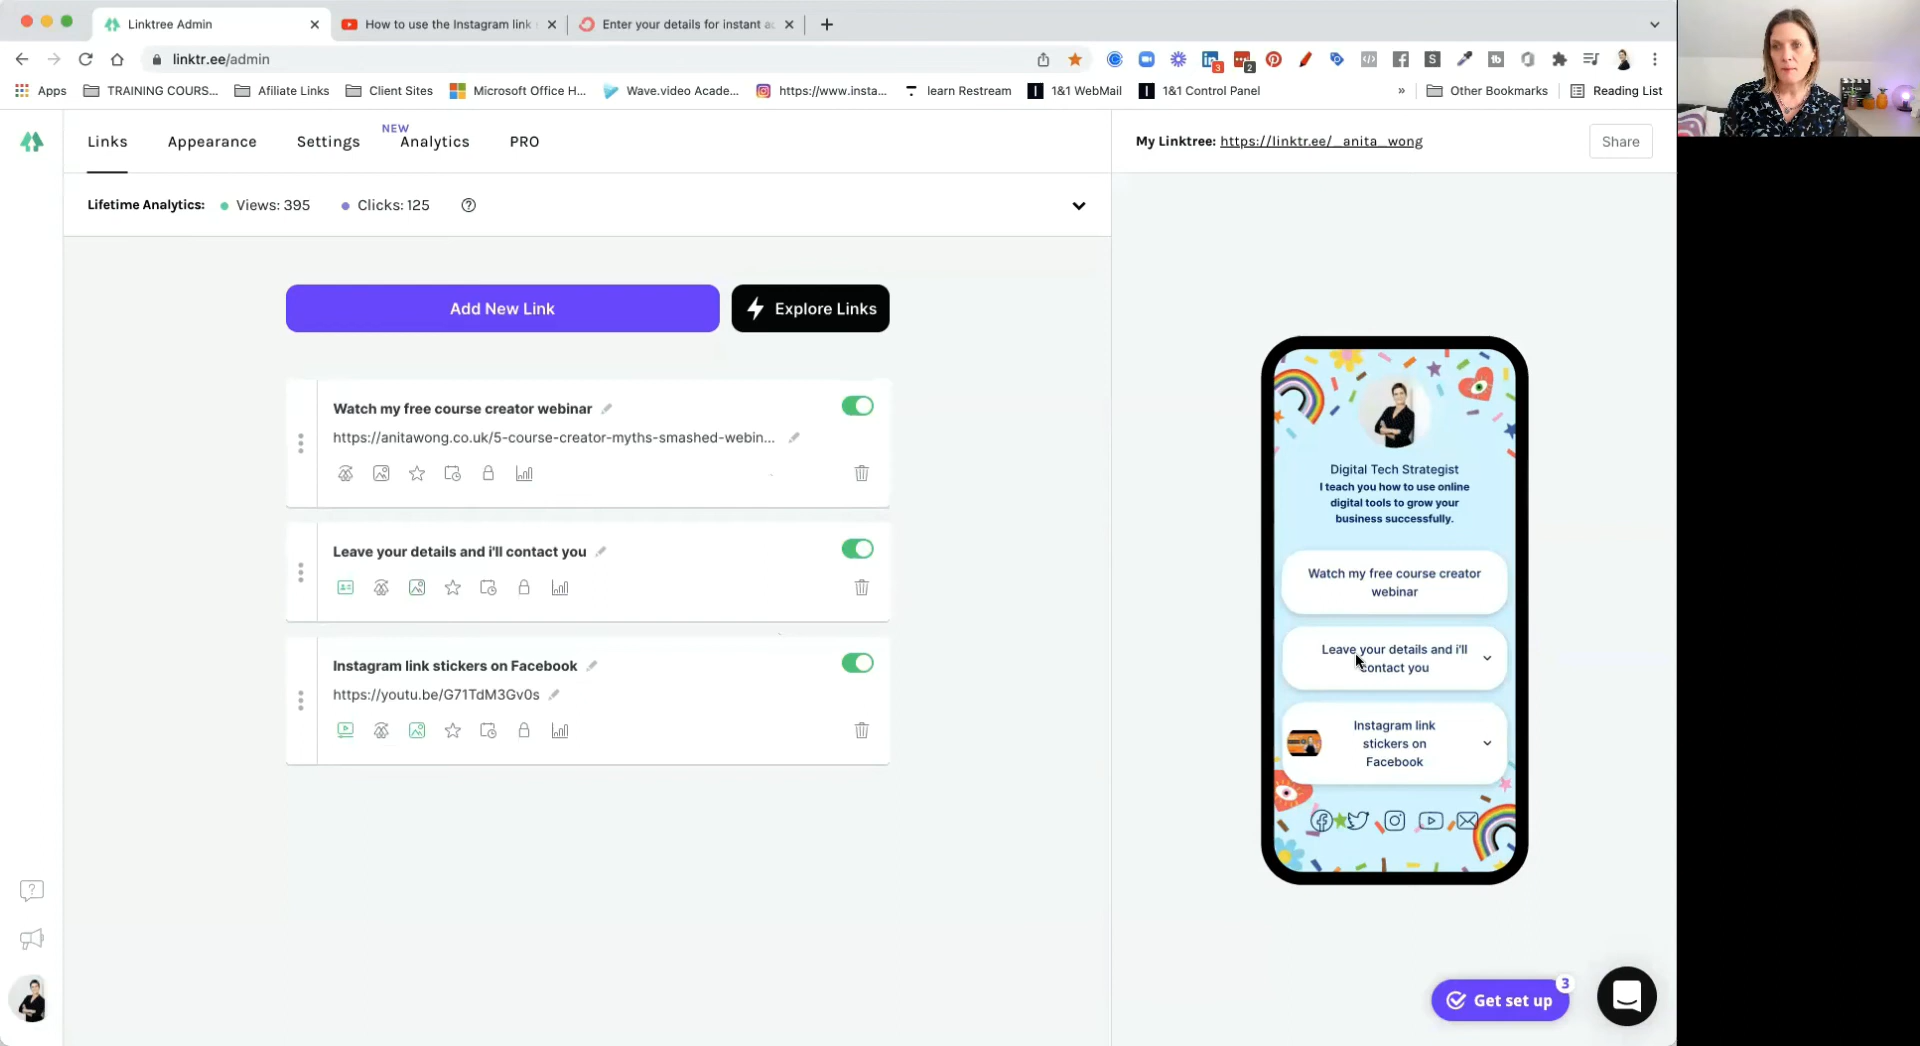 Linktree Admin
How to use the Instagram link
Enter your details for instant ac
linktr.ee/admin
3
2
Apps
TRAINING COURS...
Afiliate Links
Client Sites
Microsoft Office H...
Wave.video Acade...
https://www.insta...
learn Restream
1&1 WebMail
1&1 Control Panel
»
Other Bookmarks
Reading List
Links
Appearance
Settings
NEW
Analytics
PRO
My Linktree: https://linktr.ee/_anita_wong
Share
Lifetime Analytics:
Views: 395
Clicks: 125
Add New Link
Explore Links
Watch my free course creator webinar
https://anitawong.co.uk/5-course-creator-myths-smashed-webin...
Leave your details and i'll contact you
Instagram link stickers on Facebook
https://youtu.be/G71TdM3Gv0s
Digital Tech Strategist
I teach you how to use online
digital tools to grow your
business successfully.
Watch my free course creator
webinar
Leave your details and i'll
contact you
Instagram link
stickers on
Facebook
Get set up
3